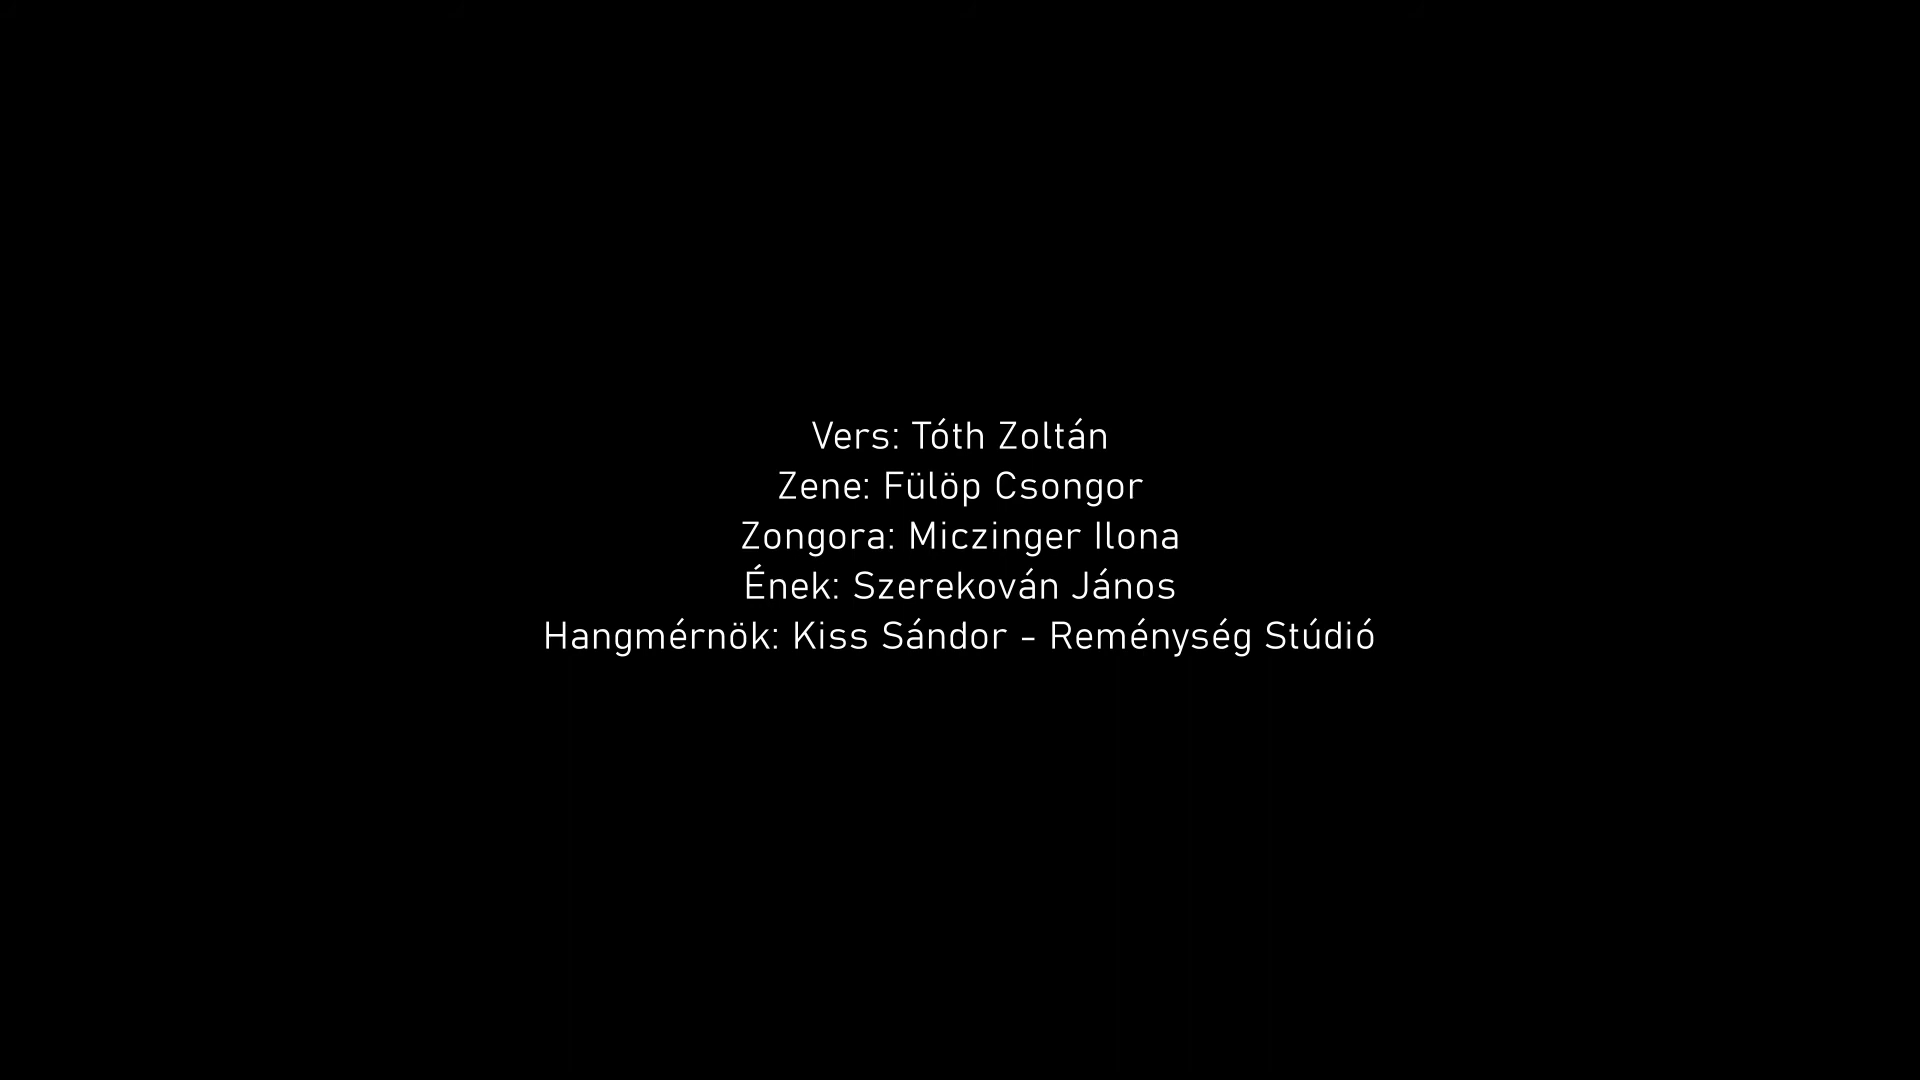 Vers: Tóth Zoltán
Zene: Fülöp Csongor
Zongora: Miczinger Ilona
Ének: Szerekován János
Hangmérnök: Kiss Sándor - Reménység Stúdió